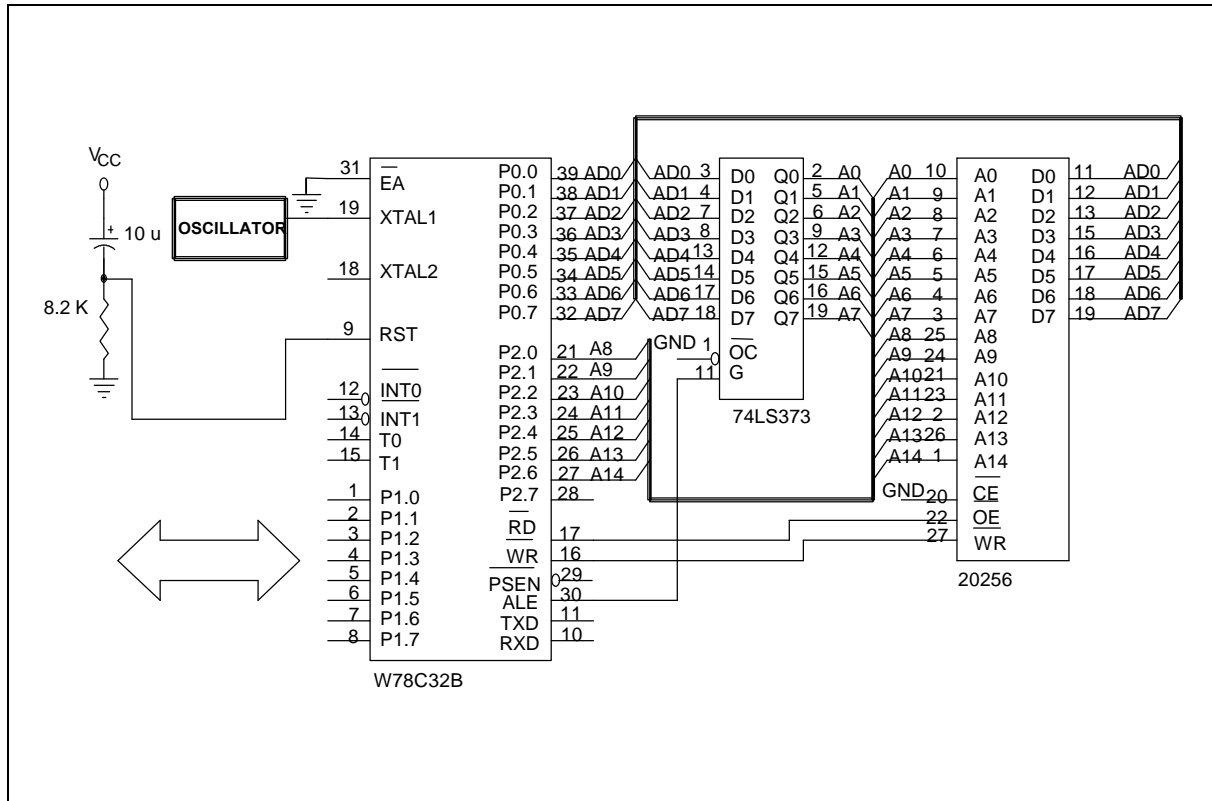 VCC
10 u
8.2 K
OSCILLATOR
31 EA
19 XTAL1
18 XTAL2
9 RST
12 INT0
13 INT1
14 T0
15 T1
1 P1.0
2 P1.1
3 P1.2
4 P1.3
5 P1.4
6 P1.5
7 P1.6
8 P1.7
P0.0 39 AD0
P0.1 38 AD1
P0.2 37 AD2
P0.3 36 AD3
P0.4 35 AD4
P0.5 34 AD5
P0.6 33 AD6
P0.7 32 AD7
P2.0 21 A8
P2.1 22 A9
P2.2 23 A10
P2.3 24 A11
P2.4 25 A12
P2.5 26 A13
P2.6 27 A14
P2.7 28
RD 17
WR 16
PSEN 29
ALE 30
TXD 11
RXD 10
W78C32B
AD0 3 D0 Q0 2 A0
AD1 4 D1 Q1 5 A1
AD2 7 D2 Q2 6 A2
AD3 8 D3 Q3 9 A3
AD4 13 D4 Q4 12 A4
AD5 14 D5 Q5 15 A5
AD6 17 D6 Q6 16 A6
AD7 18 D7 Q7 19 A7
GND 1 OC
11 G
74LS373
A0 10 A0 D0 11 AD0
A1 9 A1 D1 12 AD1
A2 8 A2 D2 13 AD2
A3 7 A3 D3 15 AD3
A4 6 A4 D4 16 AD4
A5 5 A5 D5 17 AD5
A6 4 A6 D6 18 AD6
A7 3 A7 D7 19 AD7
A8 25 A8
A9 24 A9
A10 21 A10
A11 23 A11
A12 2 A12
A13 26 A13
A14 1 A14
GND 20 CE
22 OE
27 WR
20256